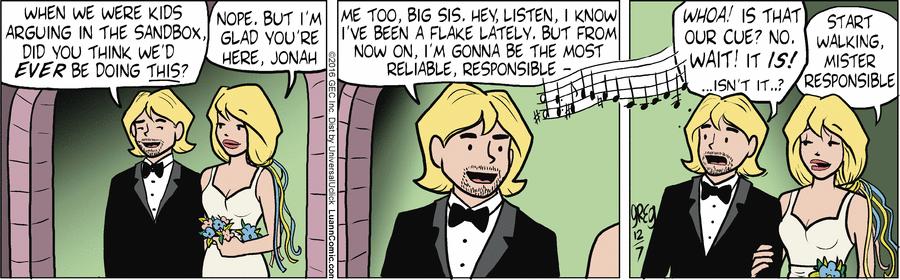 WHEN WE WERE KIDS
ARGUING IN THE SANDBOX,
DID YOU THINK WE'D
EVER BE DOING THIS?
NOPE. BUT I'M
GLAD YOU'RE
HERE, JONAH
©2016 GEC Inc. Dist by UniversalUclick LuannComic.com
ME TOO, BIG SIS. HEY, LISTEN, I KNOW
I'VE BEEN A FLAKE LATELY. BUT FROM
NOW ON, I'M GONNA BE THE MOST
RELIABLE, RESPONSIBLE –
WHOA! IS THAT
OUR CUE? NO.
WAIT! IT IS!
...ISN'T IT..?
START
WALKING,
MISTER
RESPONSIBLE
GREG
12/7